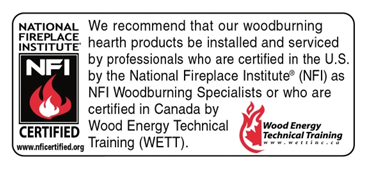 NATIONAL
FIREPLACE
INSTITUTE®
NFI
CERTIFIED
www.nficertified.org
We recommend that our woodburning
hearth products be installed and serviced
by professionals who are certified in the U.S.
by the National Fireplace Institute® (NFI) as
NFI Woodburning Specialists or who are
certified in Canada by
Wood Energy Technical
Training (WETT).
Wood Energy
Technical Training
www.wettinc.ca